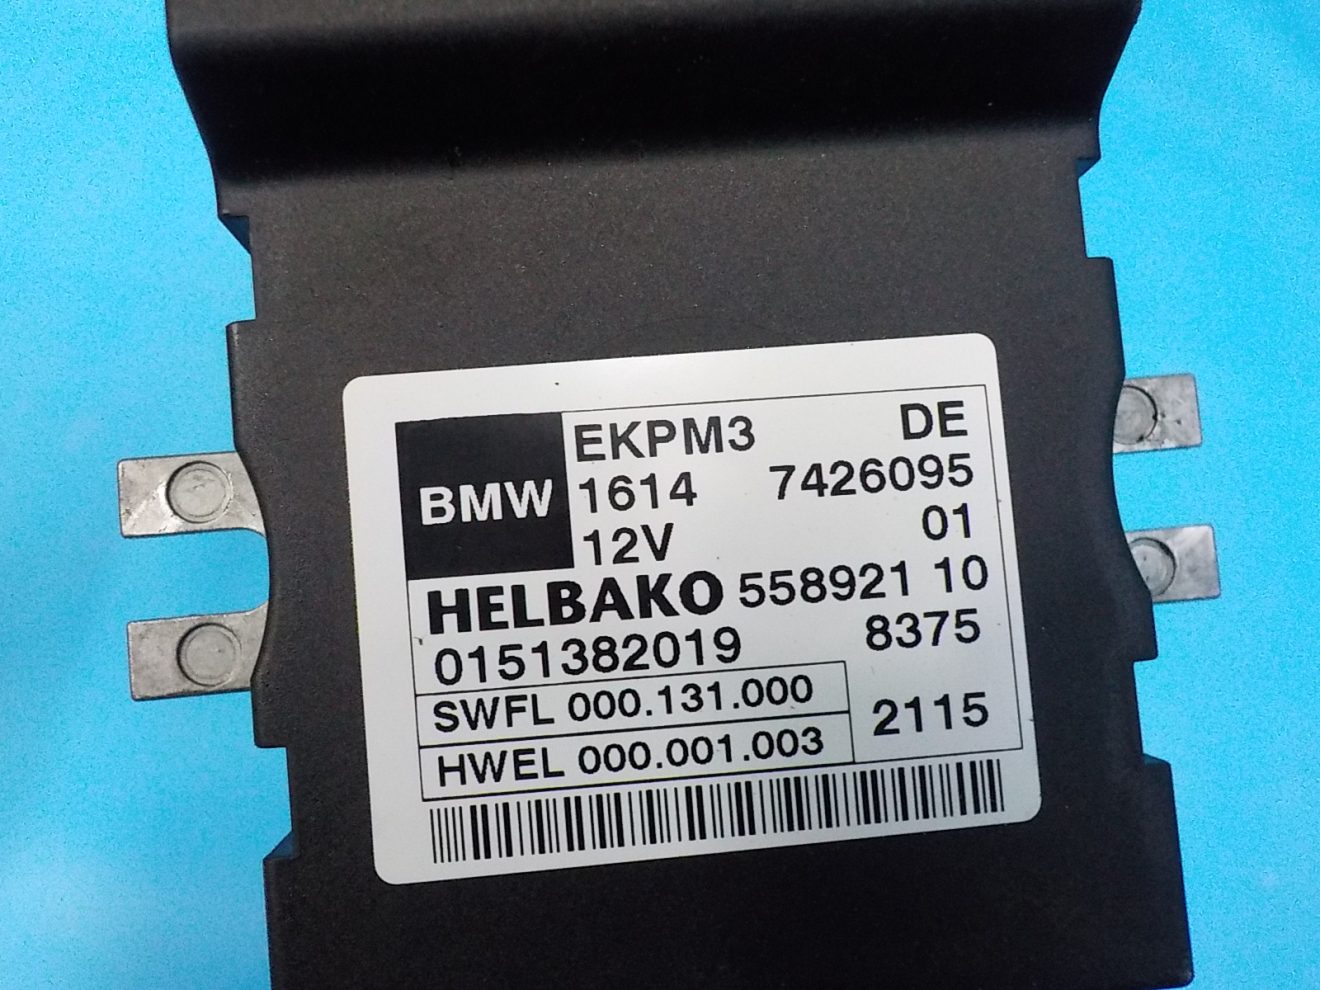 EKPM3 DE
BMW 1614 7426095
12V 01
HELBAKO 558921 10
0151382019 8375
SWFL 000.131.000
2115
HWEL 000.001.003